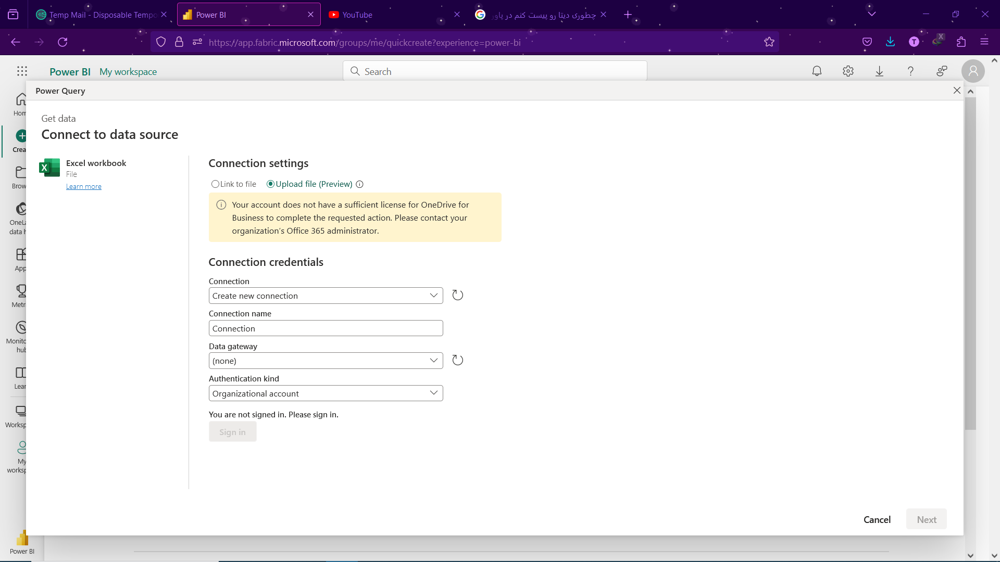 Temp Mail - Disposable Tempo
Power BI
YouTube
چطوری دیتا رو پیست کنم در پاور
https://app.fabric.microsoft.com/groups/me/quickcreate?experience=power-bi
Power BI My workspace
Search
Power Query
Get data
Connect to data source
Excel workbook
File
Learn more
Connection settings
Link to file
Upload file (Preview)
Your account does not have a sufficient license for OneDrive for
Business to complete the requested action. Please contact your
organization's Office 365 administrator.
Connection credentials
Connection
Create new connection
Connection name
Connection
Data gateway
(none)
Authentication kind
Organizational account
You are not signed in. Please sign in.
Sign in
Cancel
Next
Hom
Crea
Brow
OneLa
data h
App
Metri
Monito
hub
Lear
Worksp
My
worksp
Power BI